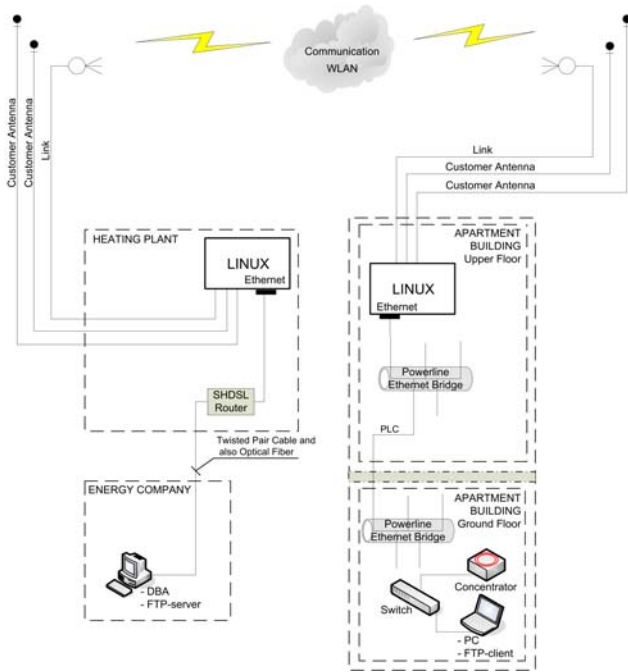 Communication
WLAN
Customer Antenna
Customer Antenna
Link
Link
Customer Antenna
Customer Antenna
HEATING PLANT
LINUX
Ethernet
SHDSL
Router
Twisted Pair Cable and
also Optical Fiber
ENERGY COMPANY
- DBA
- FTP-server
APARTMENT
BUILDING
Upper Floor
LINUX
Ethernet
Powerline
Ethernet Bridge
PLC
APARTMENT
BUILDING
Ground Floor
Powerline
Ethernet Bridge
Concentrator
Switch
- PC
- FTP-client